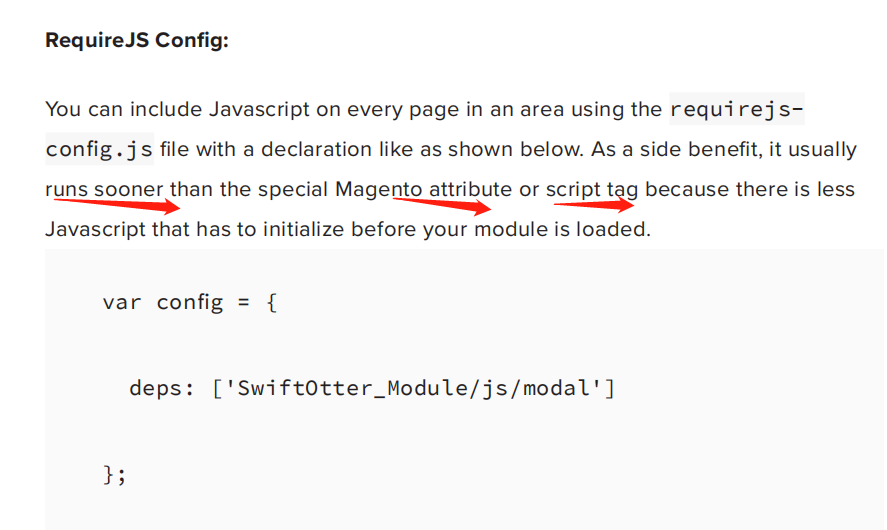 RequireJS Config:
You can include Javascript on every page in an area using the requirejs-
config.js file with a declaration like as shown below. As a side benefit, it usually
runs sooner than the special Magento attribute or script tag because there is less
Javascript that has to initialize before your module is loaded.
var config = {
deps: ['SwiftOtter_Module/js/modal']
};